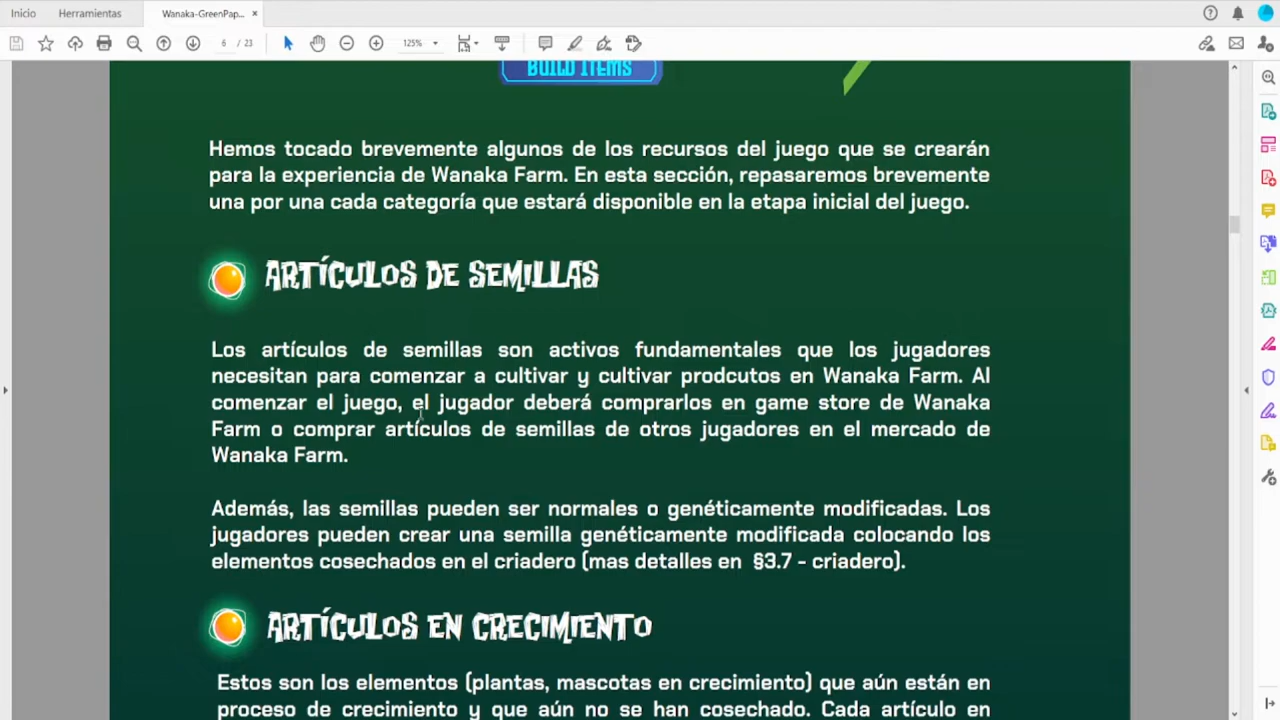 Inicio
Herramientas
Wanaka-GreenPap...
6 / 23
125%
BUILD ITEMS
Hemos tocado brevemente algunos de los recursos del juego que se crearán
para la experiencia de Wanaka Farm. En esta sección, repasaremos brevemente
una por una cada categoría que estará disponible en la etapa inicial del juego.
ARTÍCULOS DE SEMILLAS
Los artículos de semillas son activos fundamentales que los jugadores
necesitan para comenzar a cultivar y cultivar prodcutos en Wanaka Farm. Al
comenzar el juego, el jugador deberá comprarlos en game store de Wanaka
Farm o comprar artículos de semillas de otros jugadores en el mercado de
Wanaka Farm.
Además, las semillas pueden ser normales o genéticamente modificadas. Los
jugadores pueden crear una semilla genéticamente modificada colocando los
elementos cosechados en el criadero (mas detalles en §3.7 - criadero).
ARTÍCULOS EN CRECIMIENTO
Estos son los elementos (plantas, mascotas en crecimiento) que aún están en
proceso de crecimiento y que aún no se han cosechado. Cada artículo en